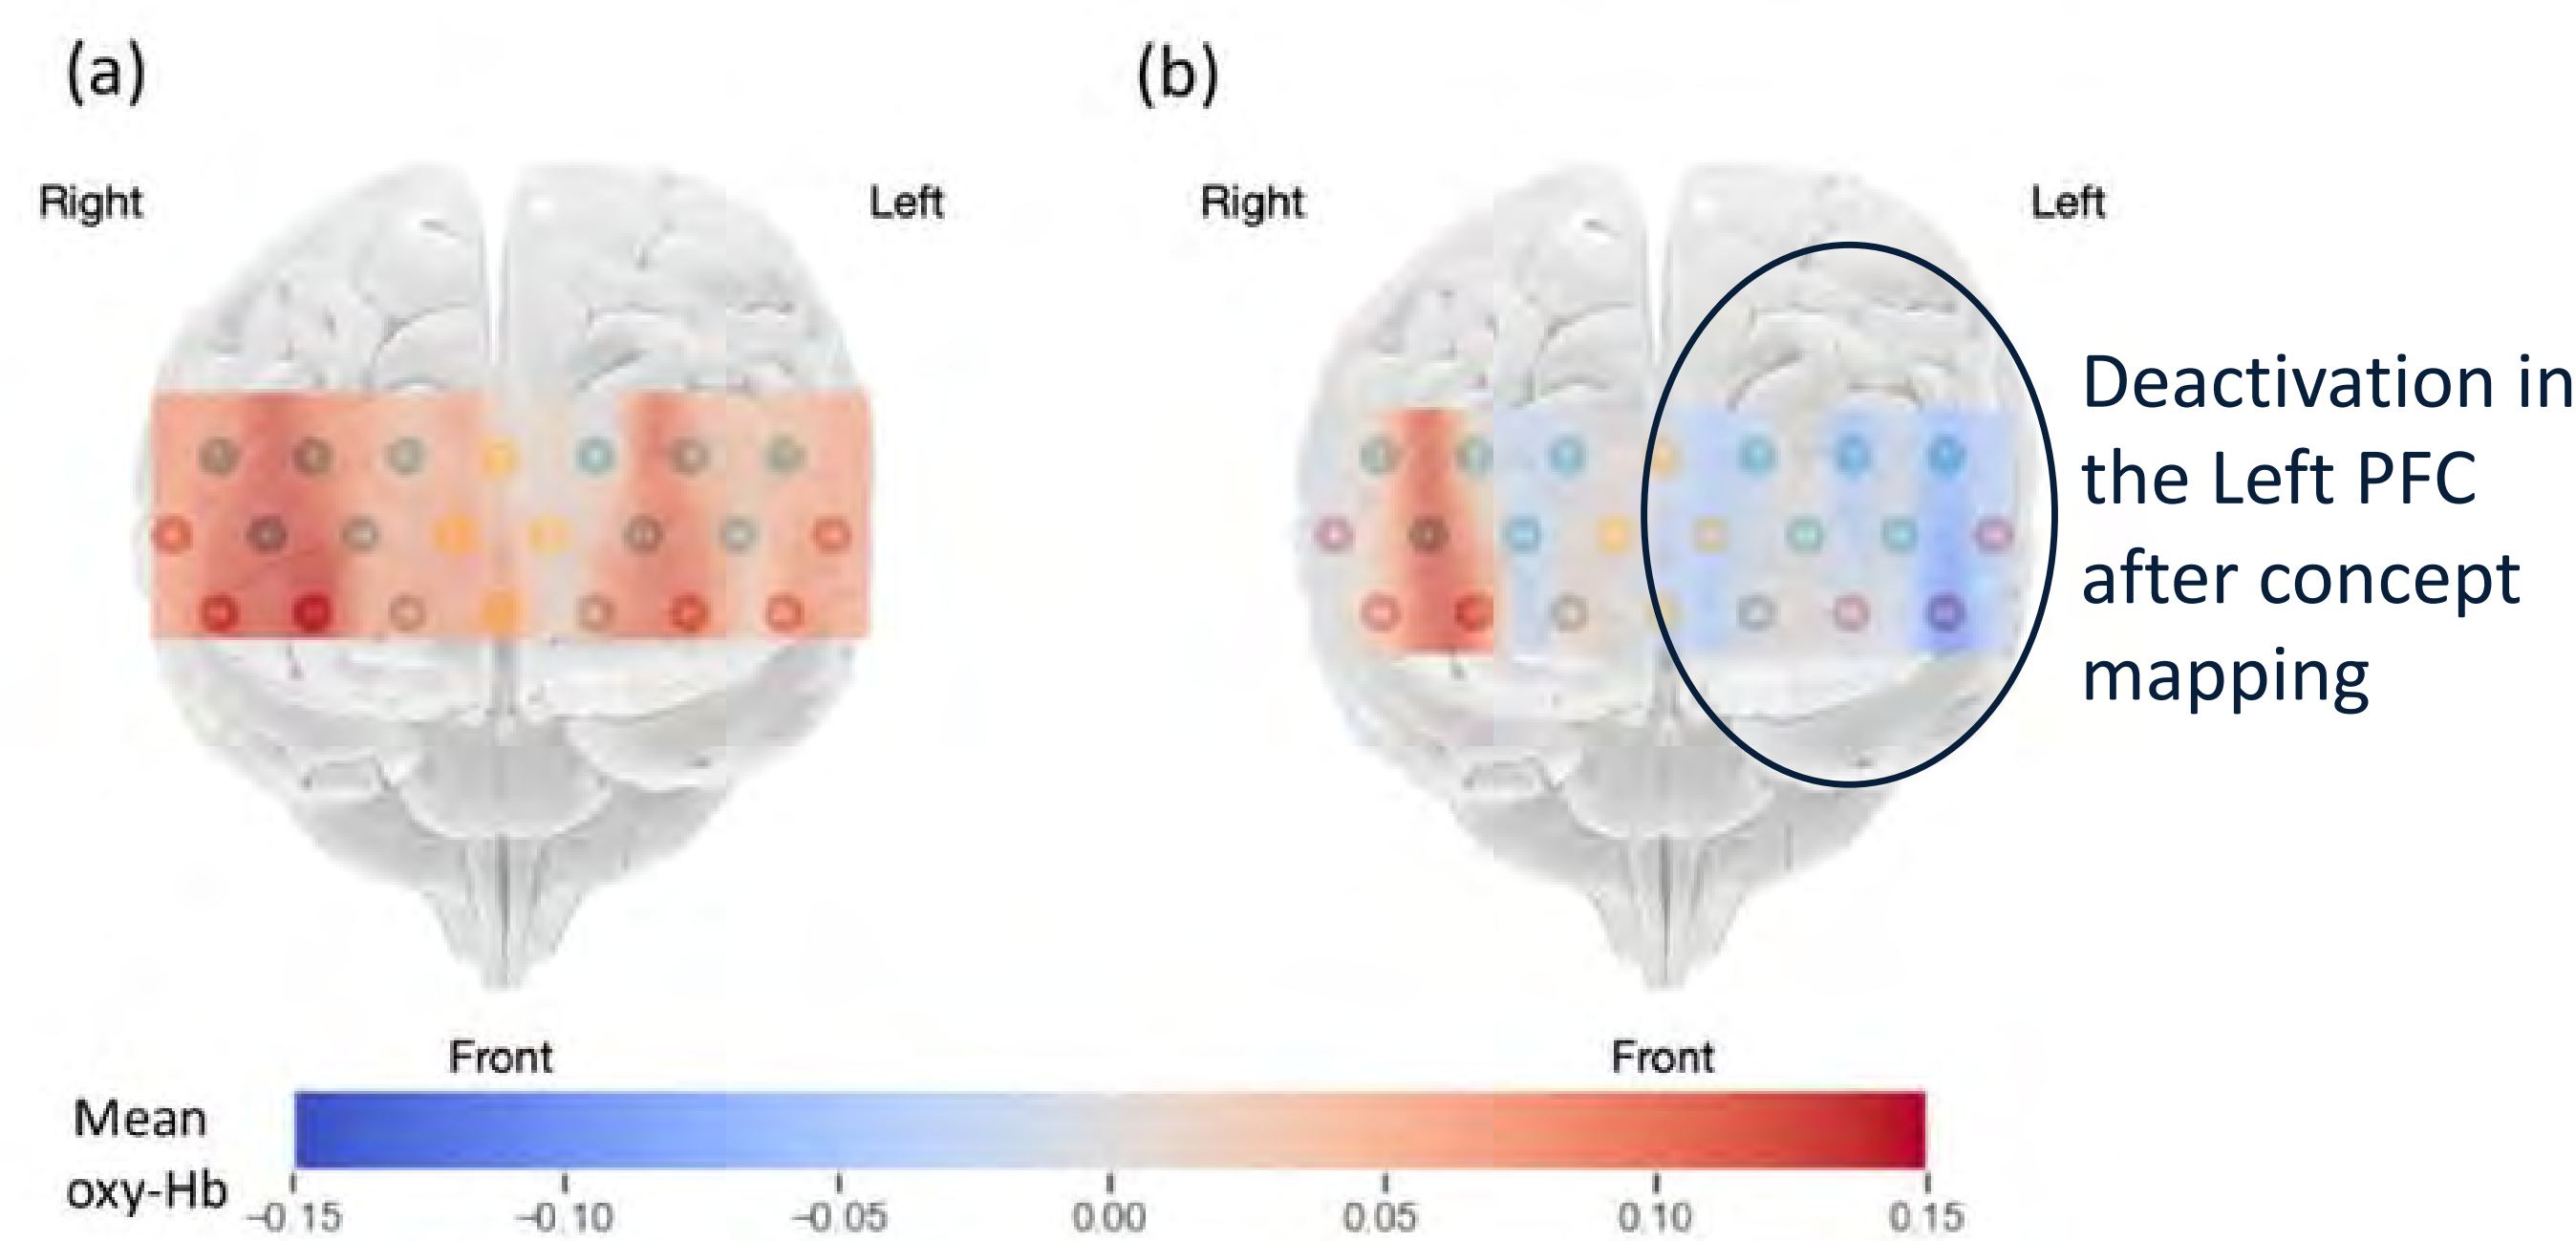 (a)
(b)
Right
Left
Right
Left
Deactivation in
the Left PFC
after concept
mapping
Front
Front
Mean
oxy-Hb
−0.15
−0.10
−0.05
0.00
0.05
0.10
0.15